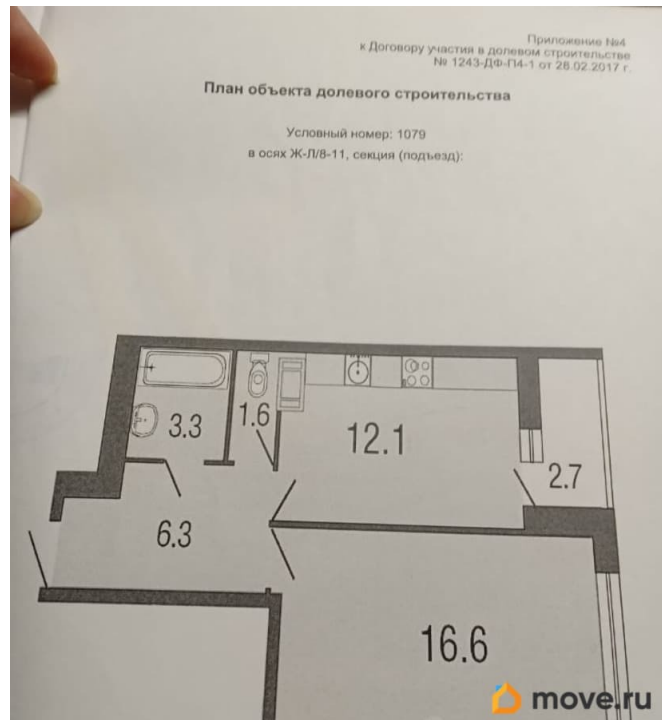 Приложение №4
к Договору участия в долевом строительстве
№ 1243-ДФ-П4-1 от 28.02.2017 г.
План объекта долевого строительства
Условный номер: 1079
в осях Ж-Л/8-11, секция (подъезд):
3.3
1.6
12.1
2.7
6.3
16.6
move.ru